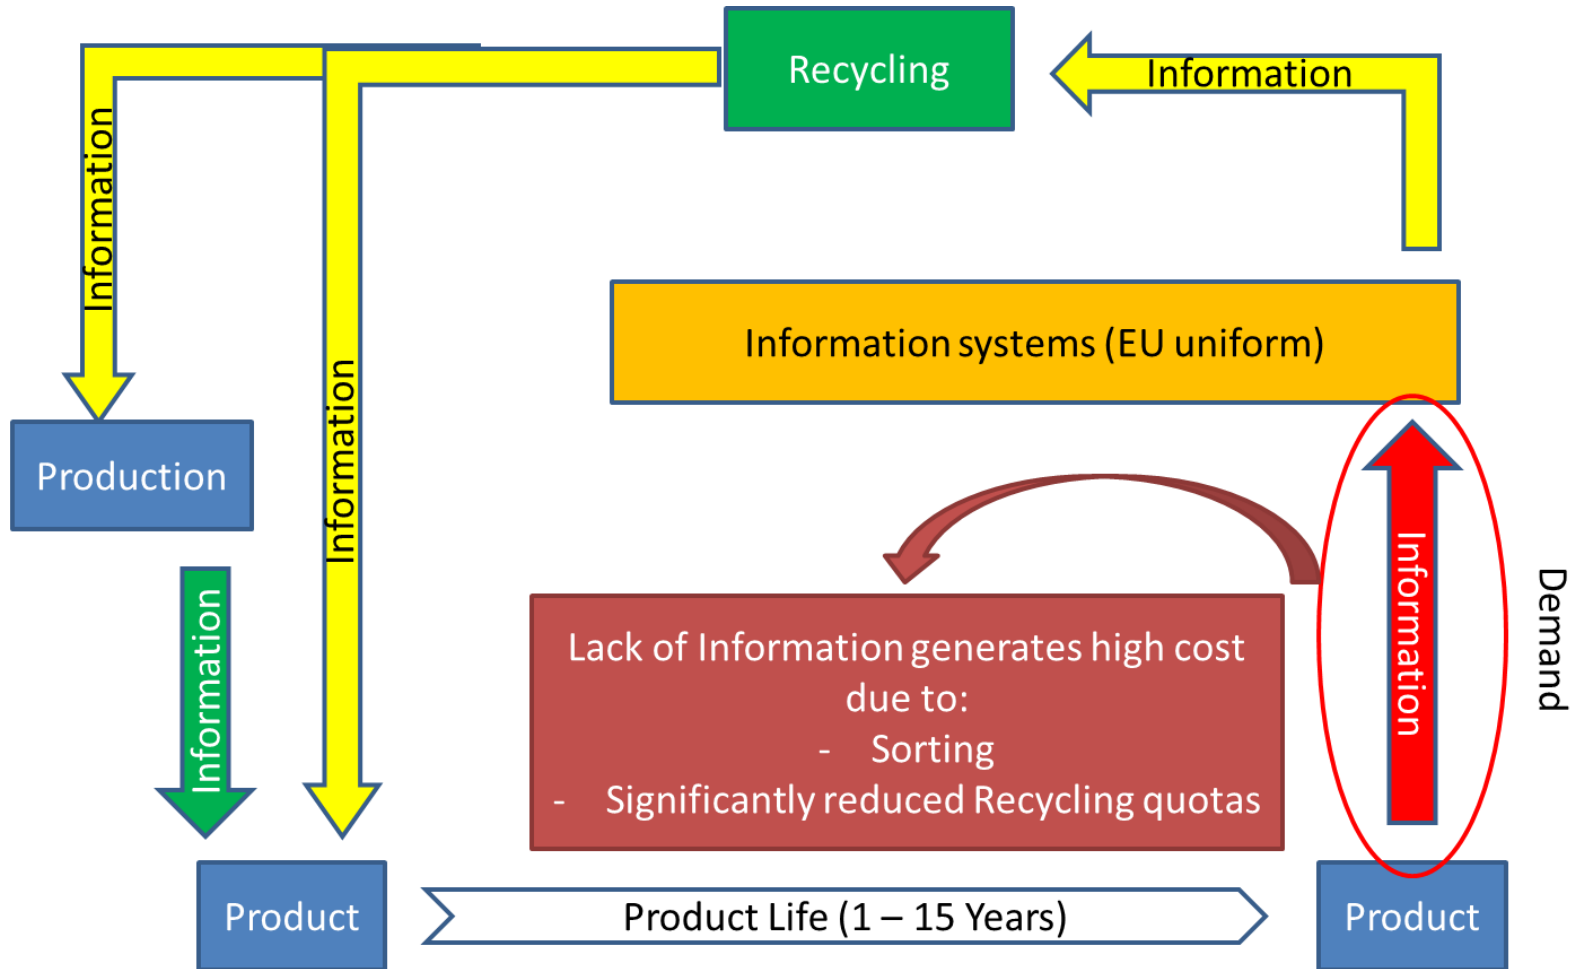 Recycling
Information
Information
Information
Information systems (EU uniform)
Production
Information
Information
Demand
Lack of Information generates high cost
due to:
- Sorting
- Significantly reduced Recycling quotas
Product
Product Life (1 – 15 Years)
Product